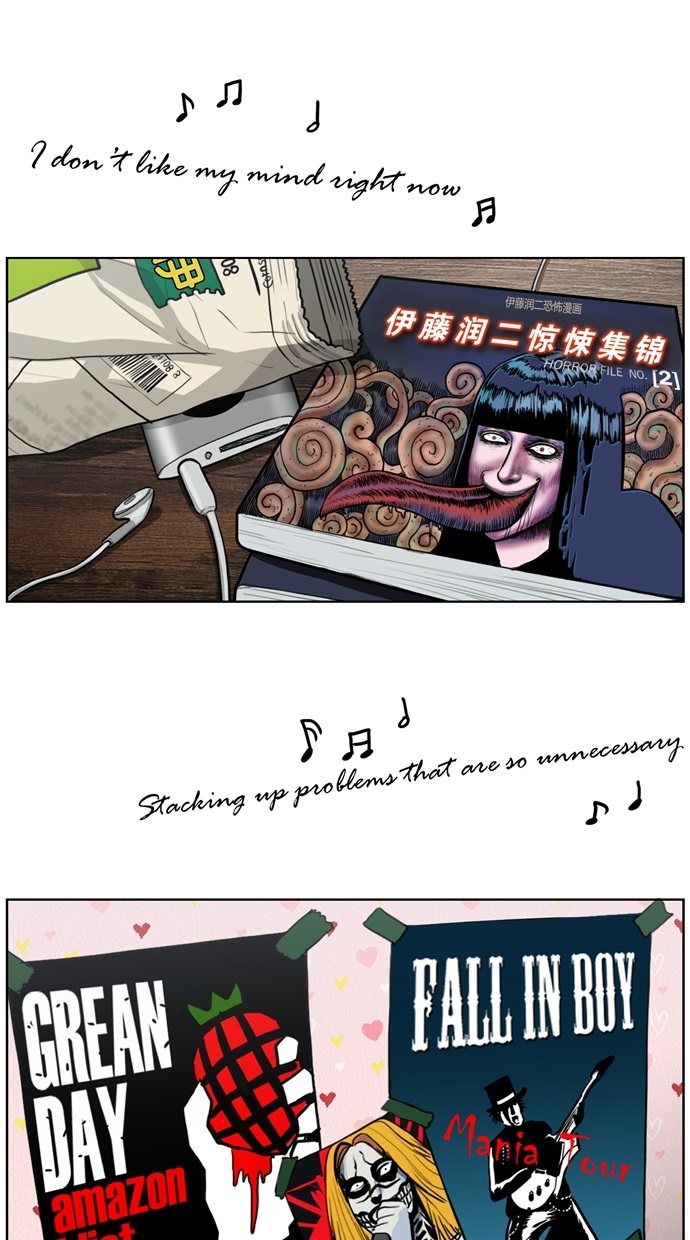 I don't like my mind right now
伊藤润二恐怖漫画
伊藤润二惊悚集锦
HORROR FILE NO. [2]
Stacking up problems that are so unnecessary
GREAN
DAY
amazon
FALL IN BOY
Mania Tour